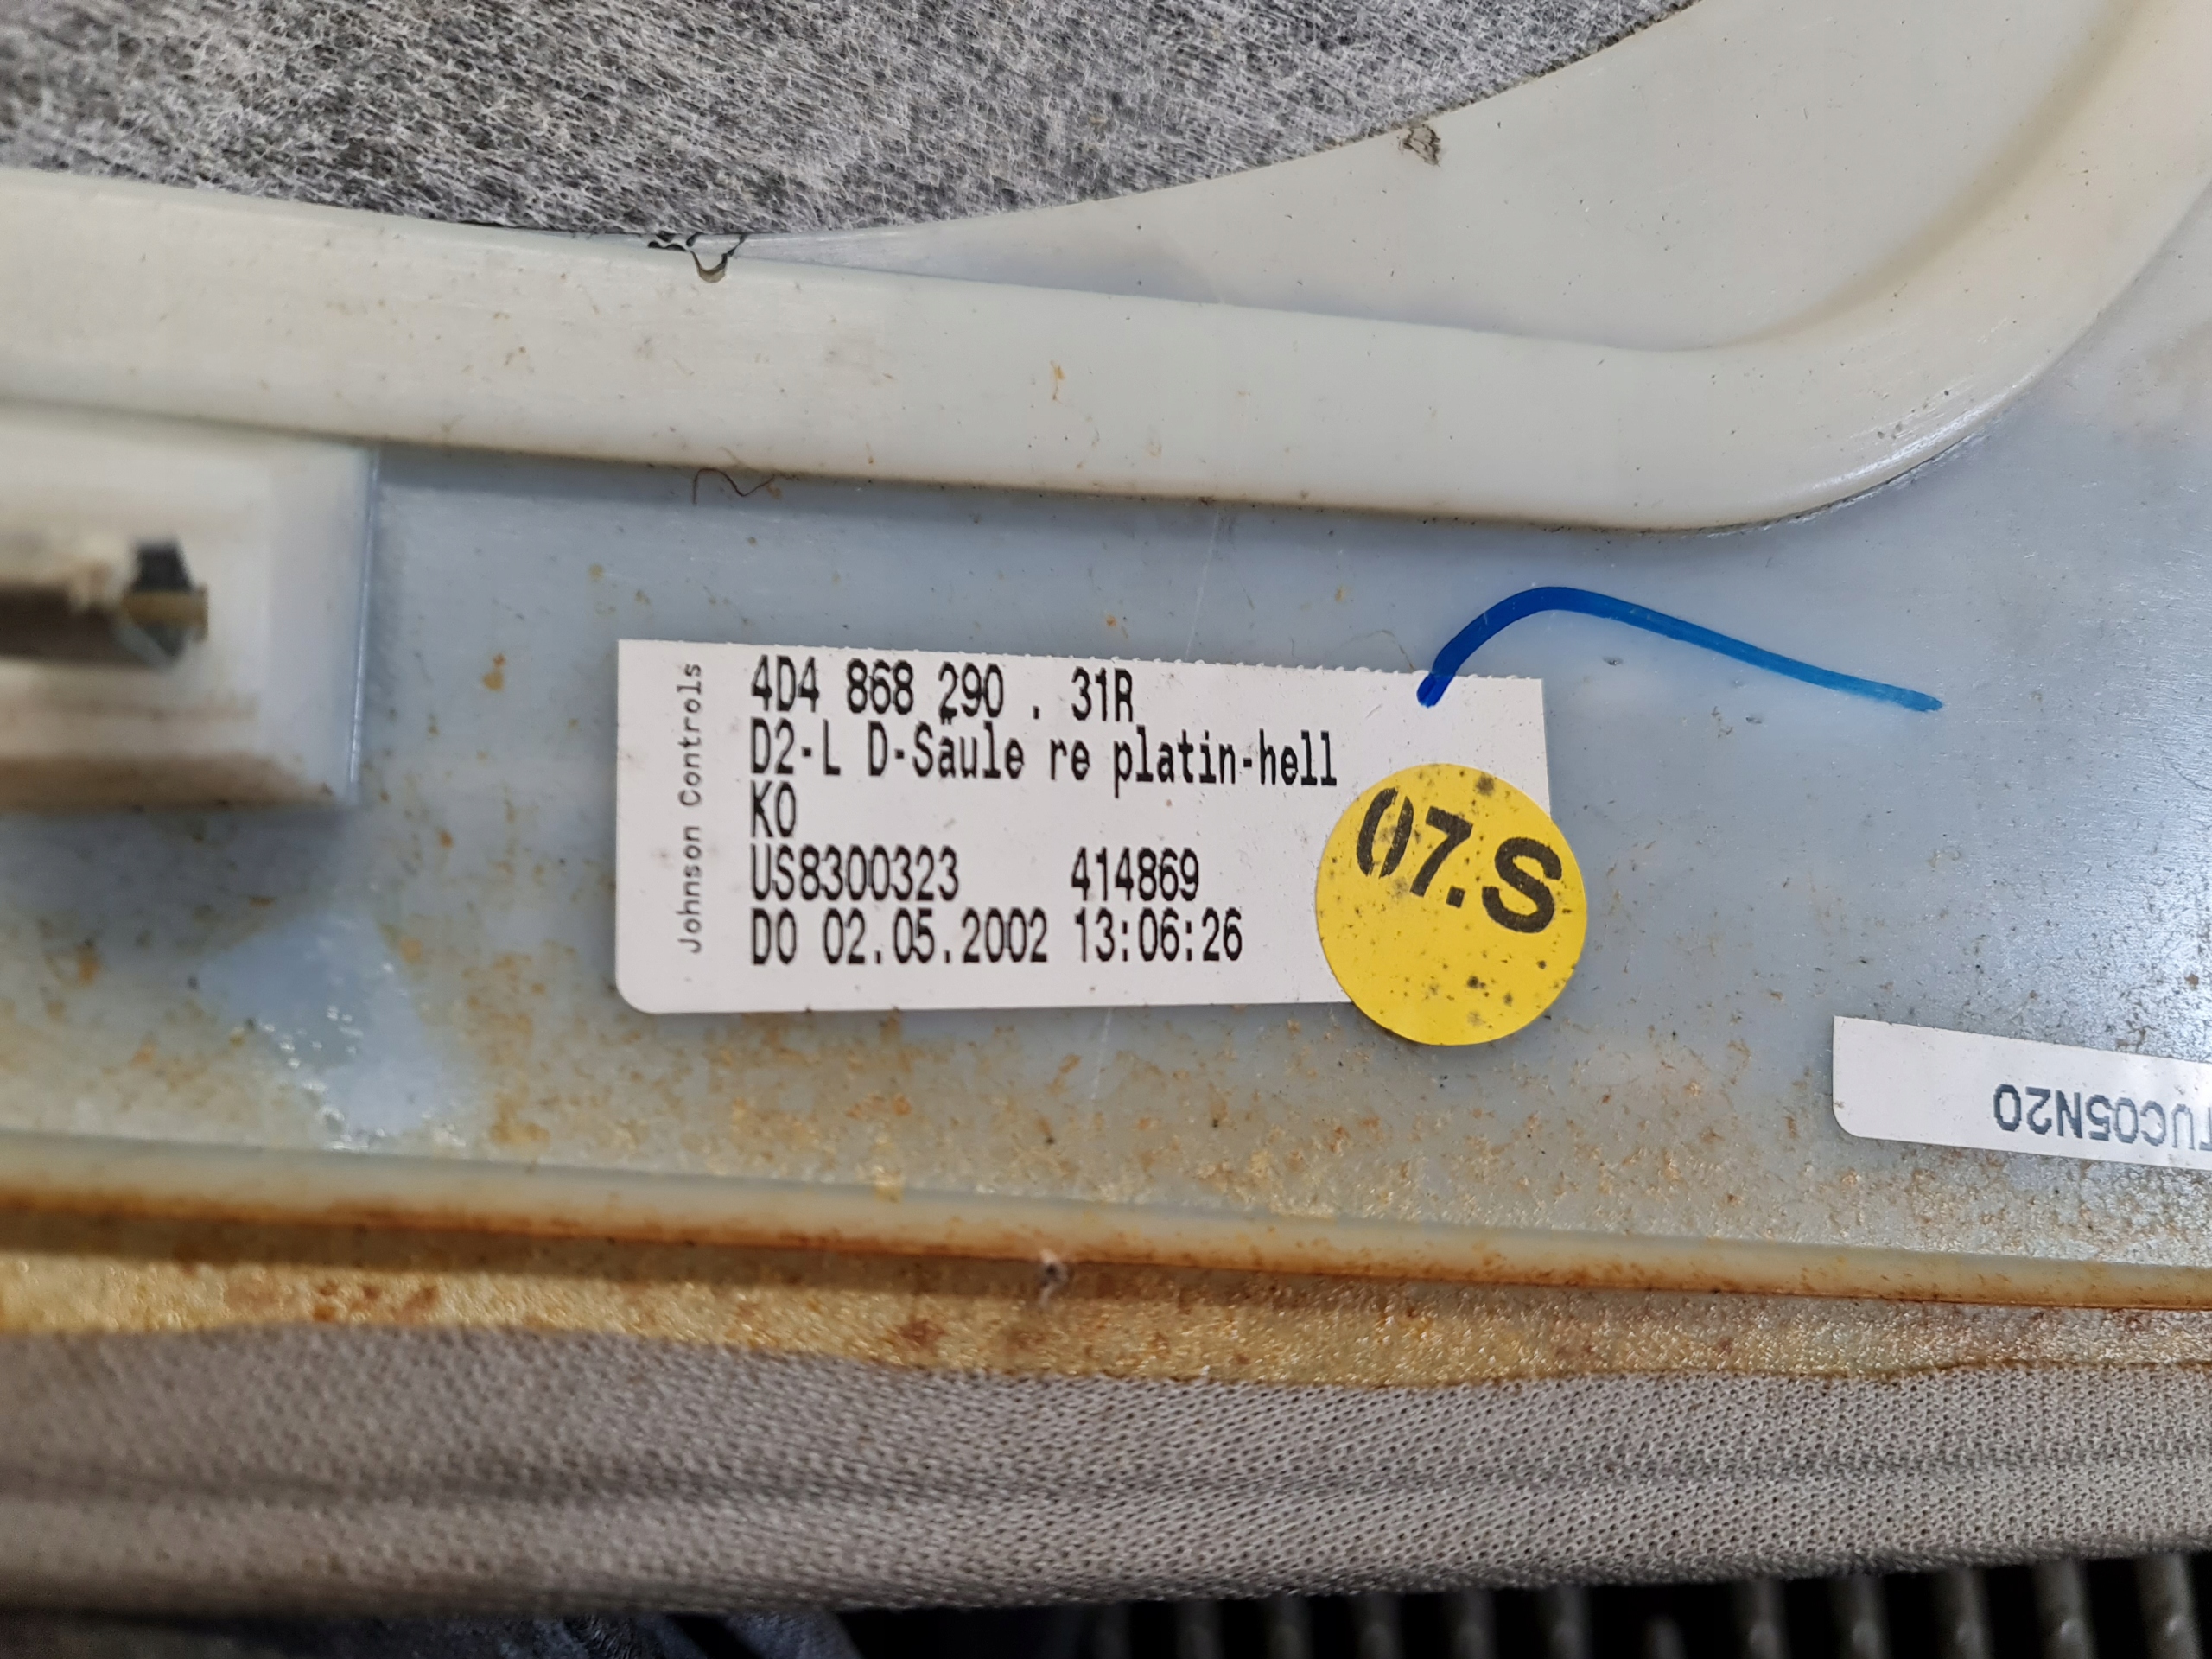 Johnson Controls
4D4 868 290 . 31R
D2-L D-Säule re platin-hell
KO
US8300323 414869
DO 02.05.2002 13:06:26
07.S
TUC05N20